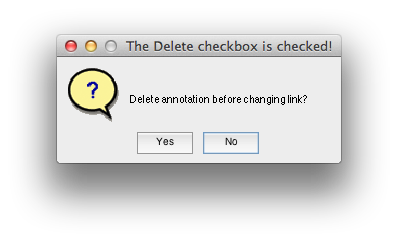 The Delete checkbox is checked!
?
Delete annotation before changing link?
Yes
No